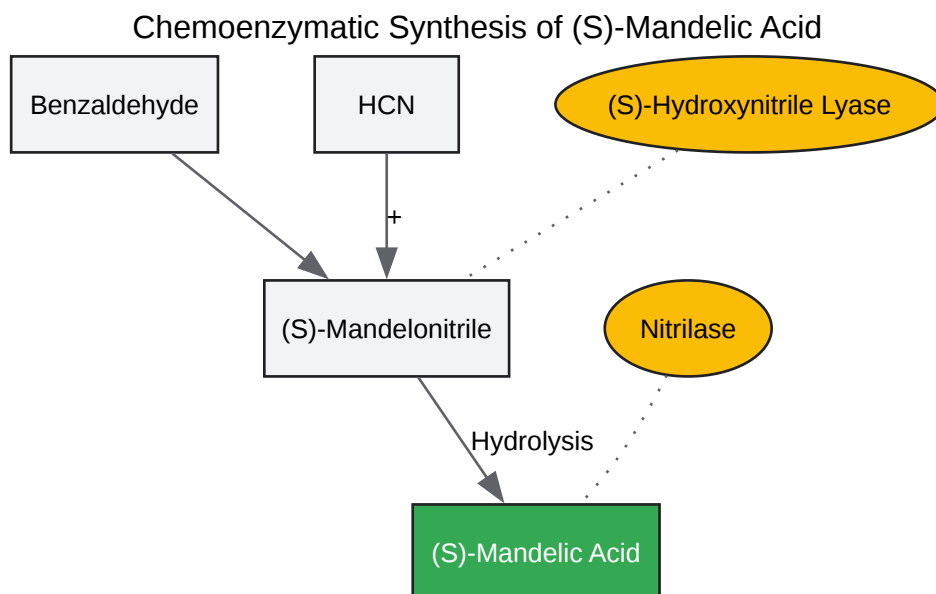 Chemoenzymatic Synthesis of (S)-Mandelic Acid
Benzaldehyde
HCN
(S)-Hydroxynitrile Lyase
+
(S)-Mandelonitrile
Nitrilase
Hydrolysis
(S)-Mandelic Acid